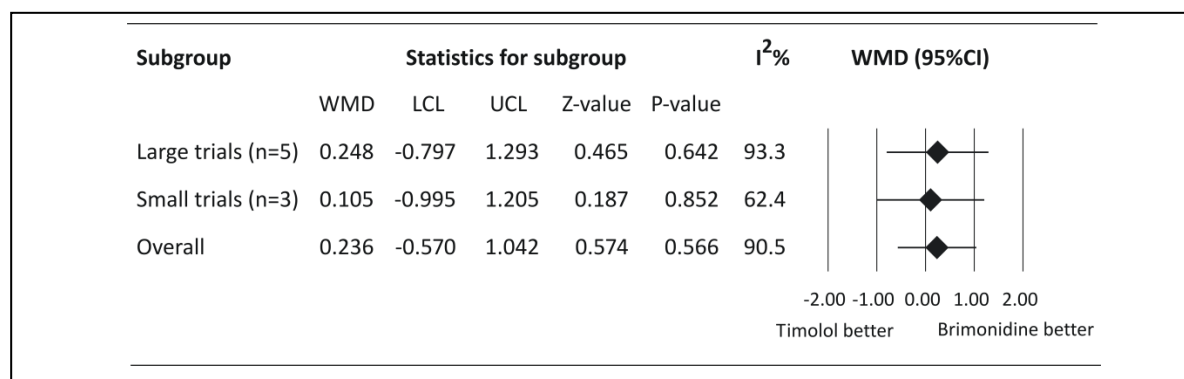 Subgroup Statistics for subgroup I²% WMD (95%CI)
WMD LCL UCL Z-value P-value
Large trials (n=5) 0.248 -0.797 1.293 0.465 0.642 93.3
Small trials (n=3) 0.105 -0.995 1.205 0.187 0.852 62.4
Overall 0.236 -0.570 1.042 0.574 0.566 90.5
-2.00 -1.00 0.00 1.00 2.00
Timolol better Brimonidine better